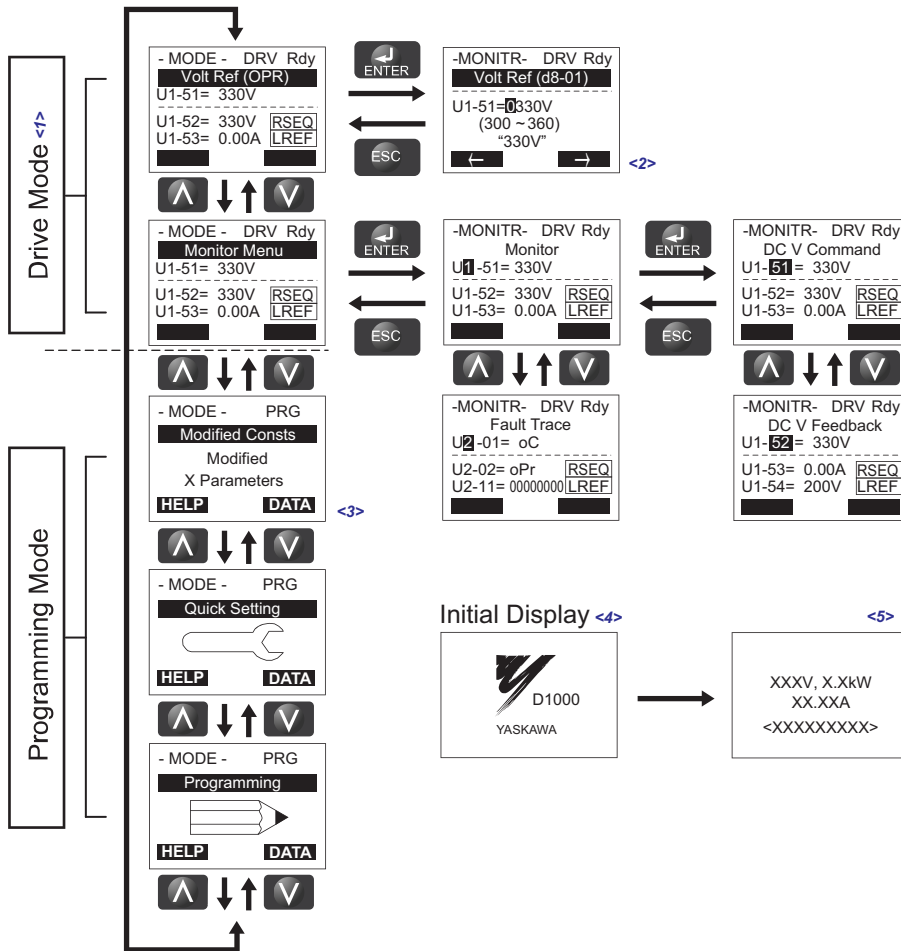 Drive Mode <1>
- MODE - DRV Rdy
Volt Ref (OPR)
U1-51= 330V
U1-52= 330V RSEQ
U1-53= 0.00A LREF
ENTER
ESC
-MONITR- DRV Rdy
Volt Ref (d8-01)
U1-51=0330V
(300 ~ 360)
“330V”
← →
<2>
- MODE - DRV Rdy
Monitor Menu
U1-51= 330V
U1-52= 330V RSEQ
U1-53= 0.00A LREF
ENTER
ESC
-MONITR- DRV Rdy
Monitor
U1 -51= 330V
U1-52= 330V RSEQ
U1-53= 0.00A LREF
ENTER
ESC
-MONITR- DRV Rdy
DC V Command
U1- 51 = 330V
U1-52= 330V RSEQ
U1-53= 0.00A LREF
-MONITR- DRV Rdy
Fault Trace
U2 -01= oC
U2-02= oPr RSEQ
U2-11= 00000000 LREF
-MONITR- DRV Rdy
DC V Feedback
U1- 52 = 330V
U1-53= 0.00A RSEQ
U1-54= 200V LREF
Programming Mode
- MODE - PRG
Modified Consts
Modified
X Parameters
HELP DATA
<3>
- MODE - PRG
Quick Setting
HELP DATA
- MODE - PRG
Programming
HELP DATA
Initial Display <4>
D1000
YASKAWA
<5>
XXXV, X.XkW
XX.XXA
<XXXXXXXXX>